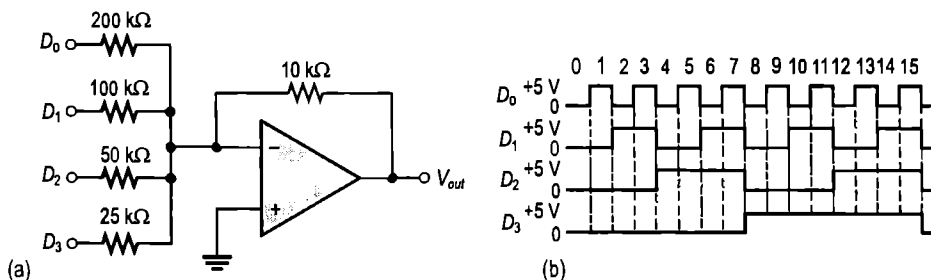 200 kΩ
D₀
100 kΩ
D₁
50 kΩ
D₂
25 kΩ
D₃
10 kΩ
−
+
Vout
(a)
0 1 2 3 4 5 6 7 8 9 10 11 12 13 14 15
D₀ +5 V
0
D₁ +5 V
0
D₂ +5 V
0
D₃ +5 V
0
(b)